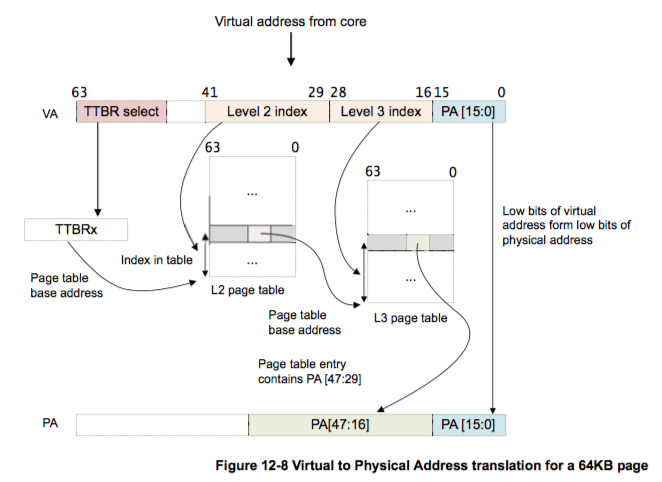 Virtual address from core
63 41 29 28 16 15 0
VA TTBR select Level 2 index Level 3 index PA [15:0]
63 0
63 0
...
...
TTBRx
Low bits of virtual
address form low bits of
physical address
Index in table
...
...
Page table
base address
L2 page table
Page table
base address
L3 page table
Page table entry
contains PA [47:29]
PA PA[47:16] PA [15:0]
Figure 12-8 Virtual to Physical Address translation for a 64KB page